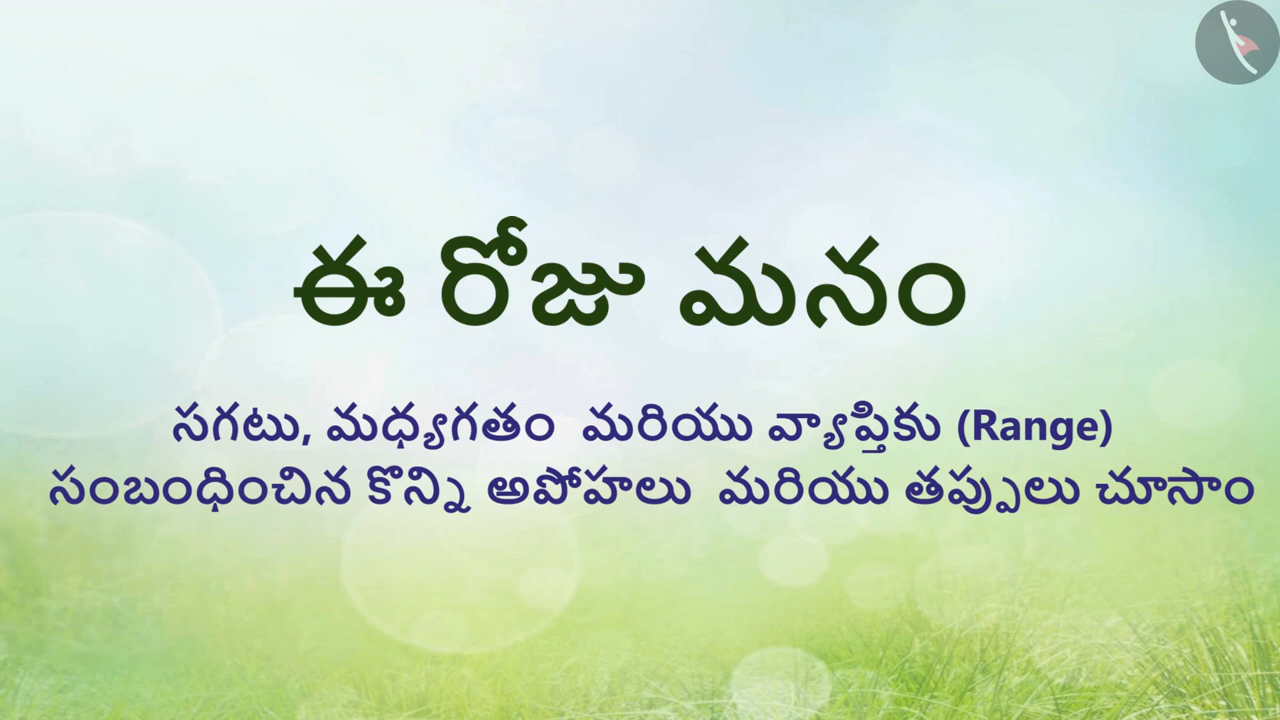 ఈ రోజు మనం
సగటు, మధ్యగతం మరియు వ్యాప్తికు (Range)
సంబంధించిన కొన్ని అపోహలు మరియు తప్పులు చూసాం